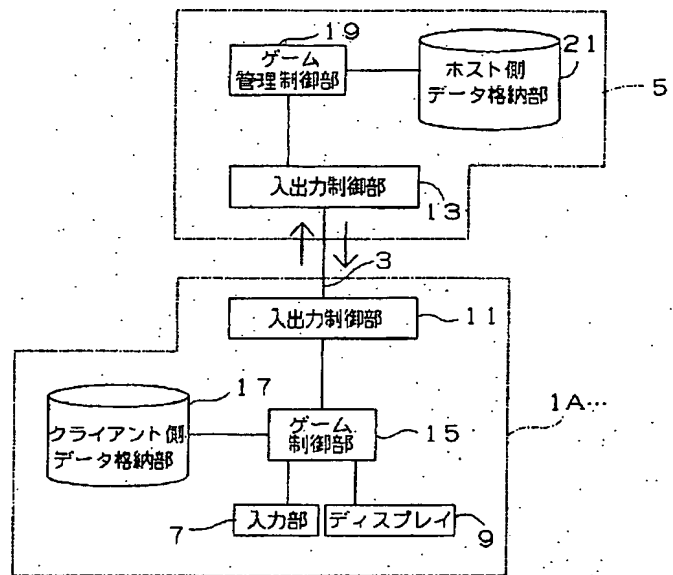 19
ゲーム
管理制御部
ホスト側
データ格納部
21
5
入出力制御部
13
3
入出力制御部
11
17
クライアント側
データ格納部
ゲーム
制御部
15
1A…
7
入力部
ディスプレイ
9